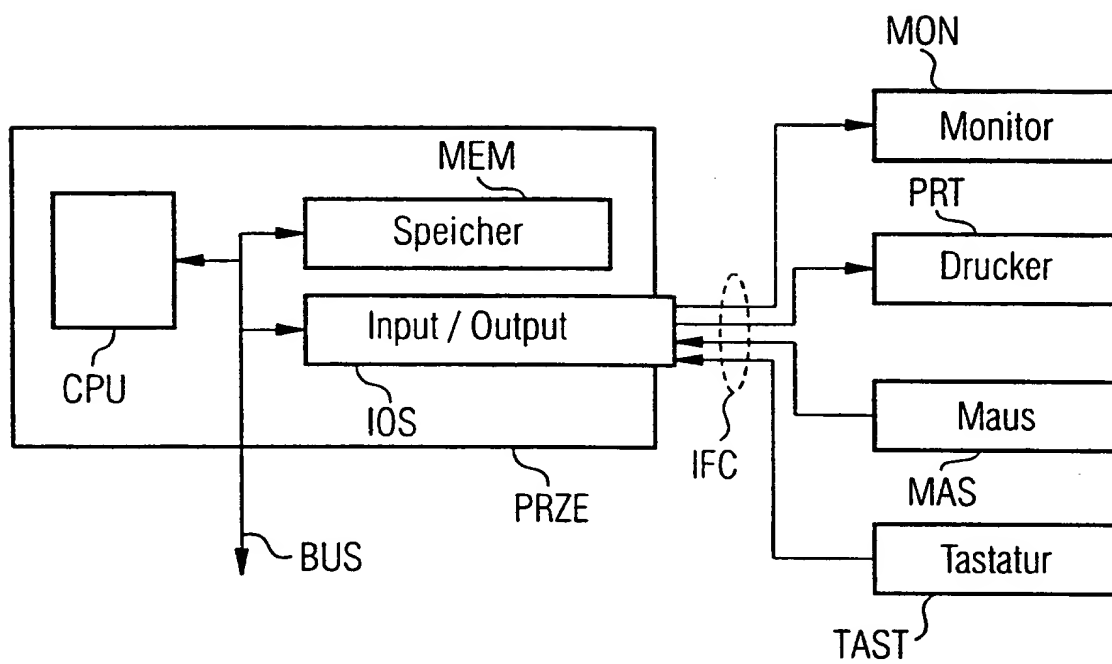 MON
Monitor
MEM
Speicher
PRT
Drucker
Input / Output
CPU
IOS
IFC
Maus
MAS
PRZE
BUS
Tastatur
TAST